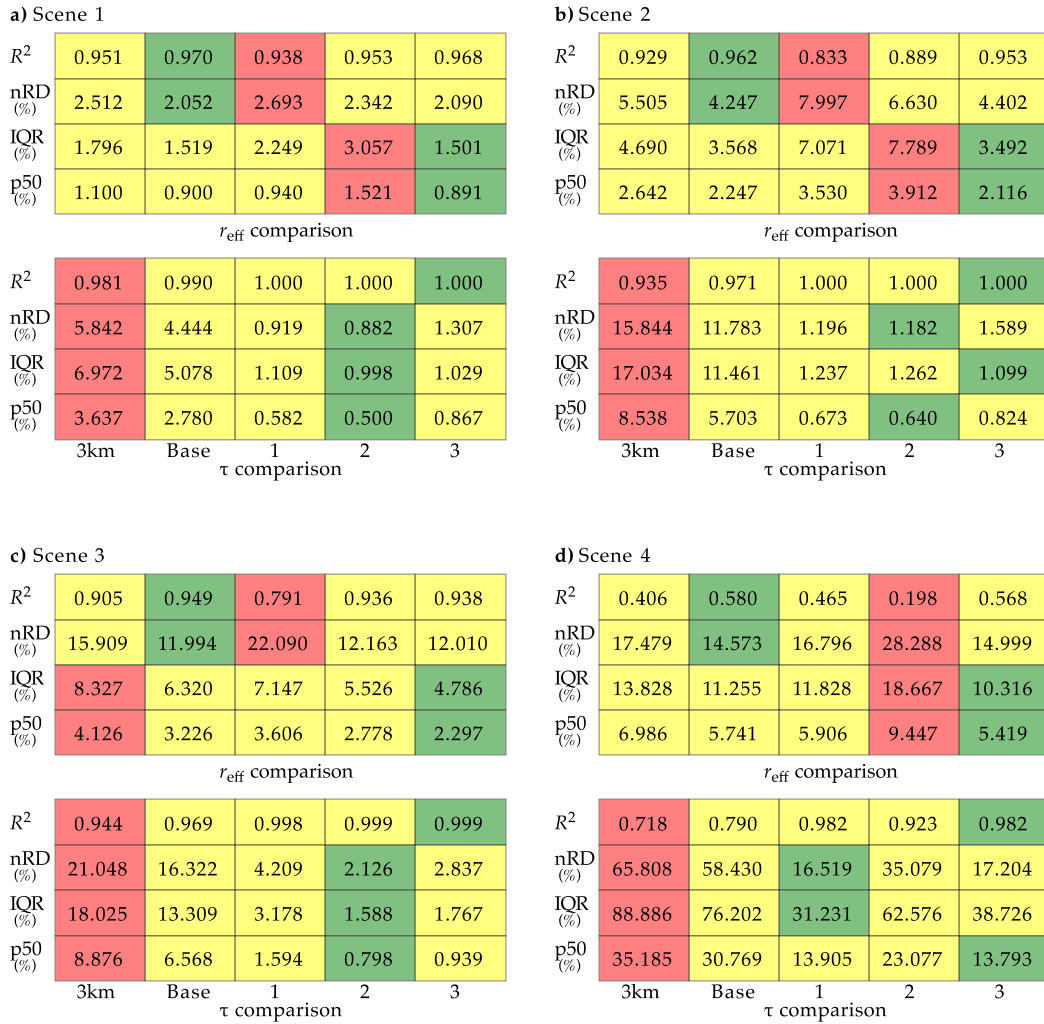 a) Scene 1
R² 0.951 0.970 0.938 0.953 0.968
nRD (%) 2.512 2.052 2.693 2.342 2.090
IQR (%) 1.796 1.519 2.249 3.057 1.501
p50 (%) 1.100 0.900 0.940 1.521 0.891
r_eff comparison
R² 0.981 0.990 1.000 1.000 1.000
nRD (%) 5.842 4.444 0.919 0.882 1.307
IQR (%) 6.972 5.078 1.109 0.998 1.029
p50 (%) 3.637 2.780 0.582 0.500 0.867
3km Base 1 2 3
τ comparison
b) Scene 2
R² 0.929 0.962 0.833 0.889 0.953
nRD (%) 5.505 4.247 7.997 6.630 4.402
IQR (%) 4.690 3.568 7.071 7.789 3.492
p50 (%) 2.642 2.247 3.530 3.912 2.116
r_eff comparison
R² 0.935 0.971 1.000 1.000 1.000
nRD (%) 15.844 11.783 1.196 1.182 1.589
IQR (%) 17.034 11.461 1.237 1.262 1.099
p50 (%) 8.538 5.703 0.673 0.640 0.824
3km Base 1 2 3
τ comparison
c) Scene 3
R² 0.905 0.949 0.791 0.936 0.938
nRD (%) 15.909 11.994 22.090 12.163 12.010
IQR (%) 8.327 6.320 7.147 5.526 4.786
p50 (%) 4.126 3.226 3.606 2.778 2.297
r_eff comparison
R² 0.944 0.969 0.998 0.999 0.999
nRD (%) 21.048 16.322 4.209 2.126 2.837
IQR (%) 18.025 13.309 3.178 1.588 1.767
p50 (%) 8.876 6.568 1.594 0.798 0.939
3km Base 1 2 3
τ comparison
d) Scene 4
R² 0.406 0.580 0.465 0.198 0.568
nRD (%) 17.479 14.573 16.796 28.288 14.999
IQR (%) 13.828 11.255 11.828 18.667 10.316
p50 (%) 6.986 5.741 5.906 9.447 5.419
r_eff comparison
R² 0.718 0.790 0.982 0.923 0.982
nRD (%) 65.808 58.430 16.519 35.079 17.204
IQR (%) 88.886 76.202 31.231 62.576 38.726
p50 (%) 35.185 30.769 13.905 23.077 13.793
3km Base 1 2 3
τ comparison